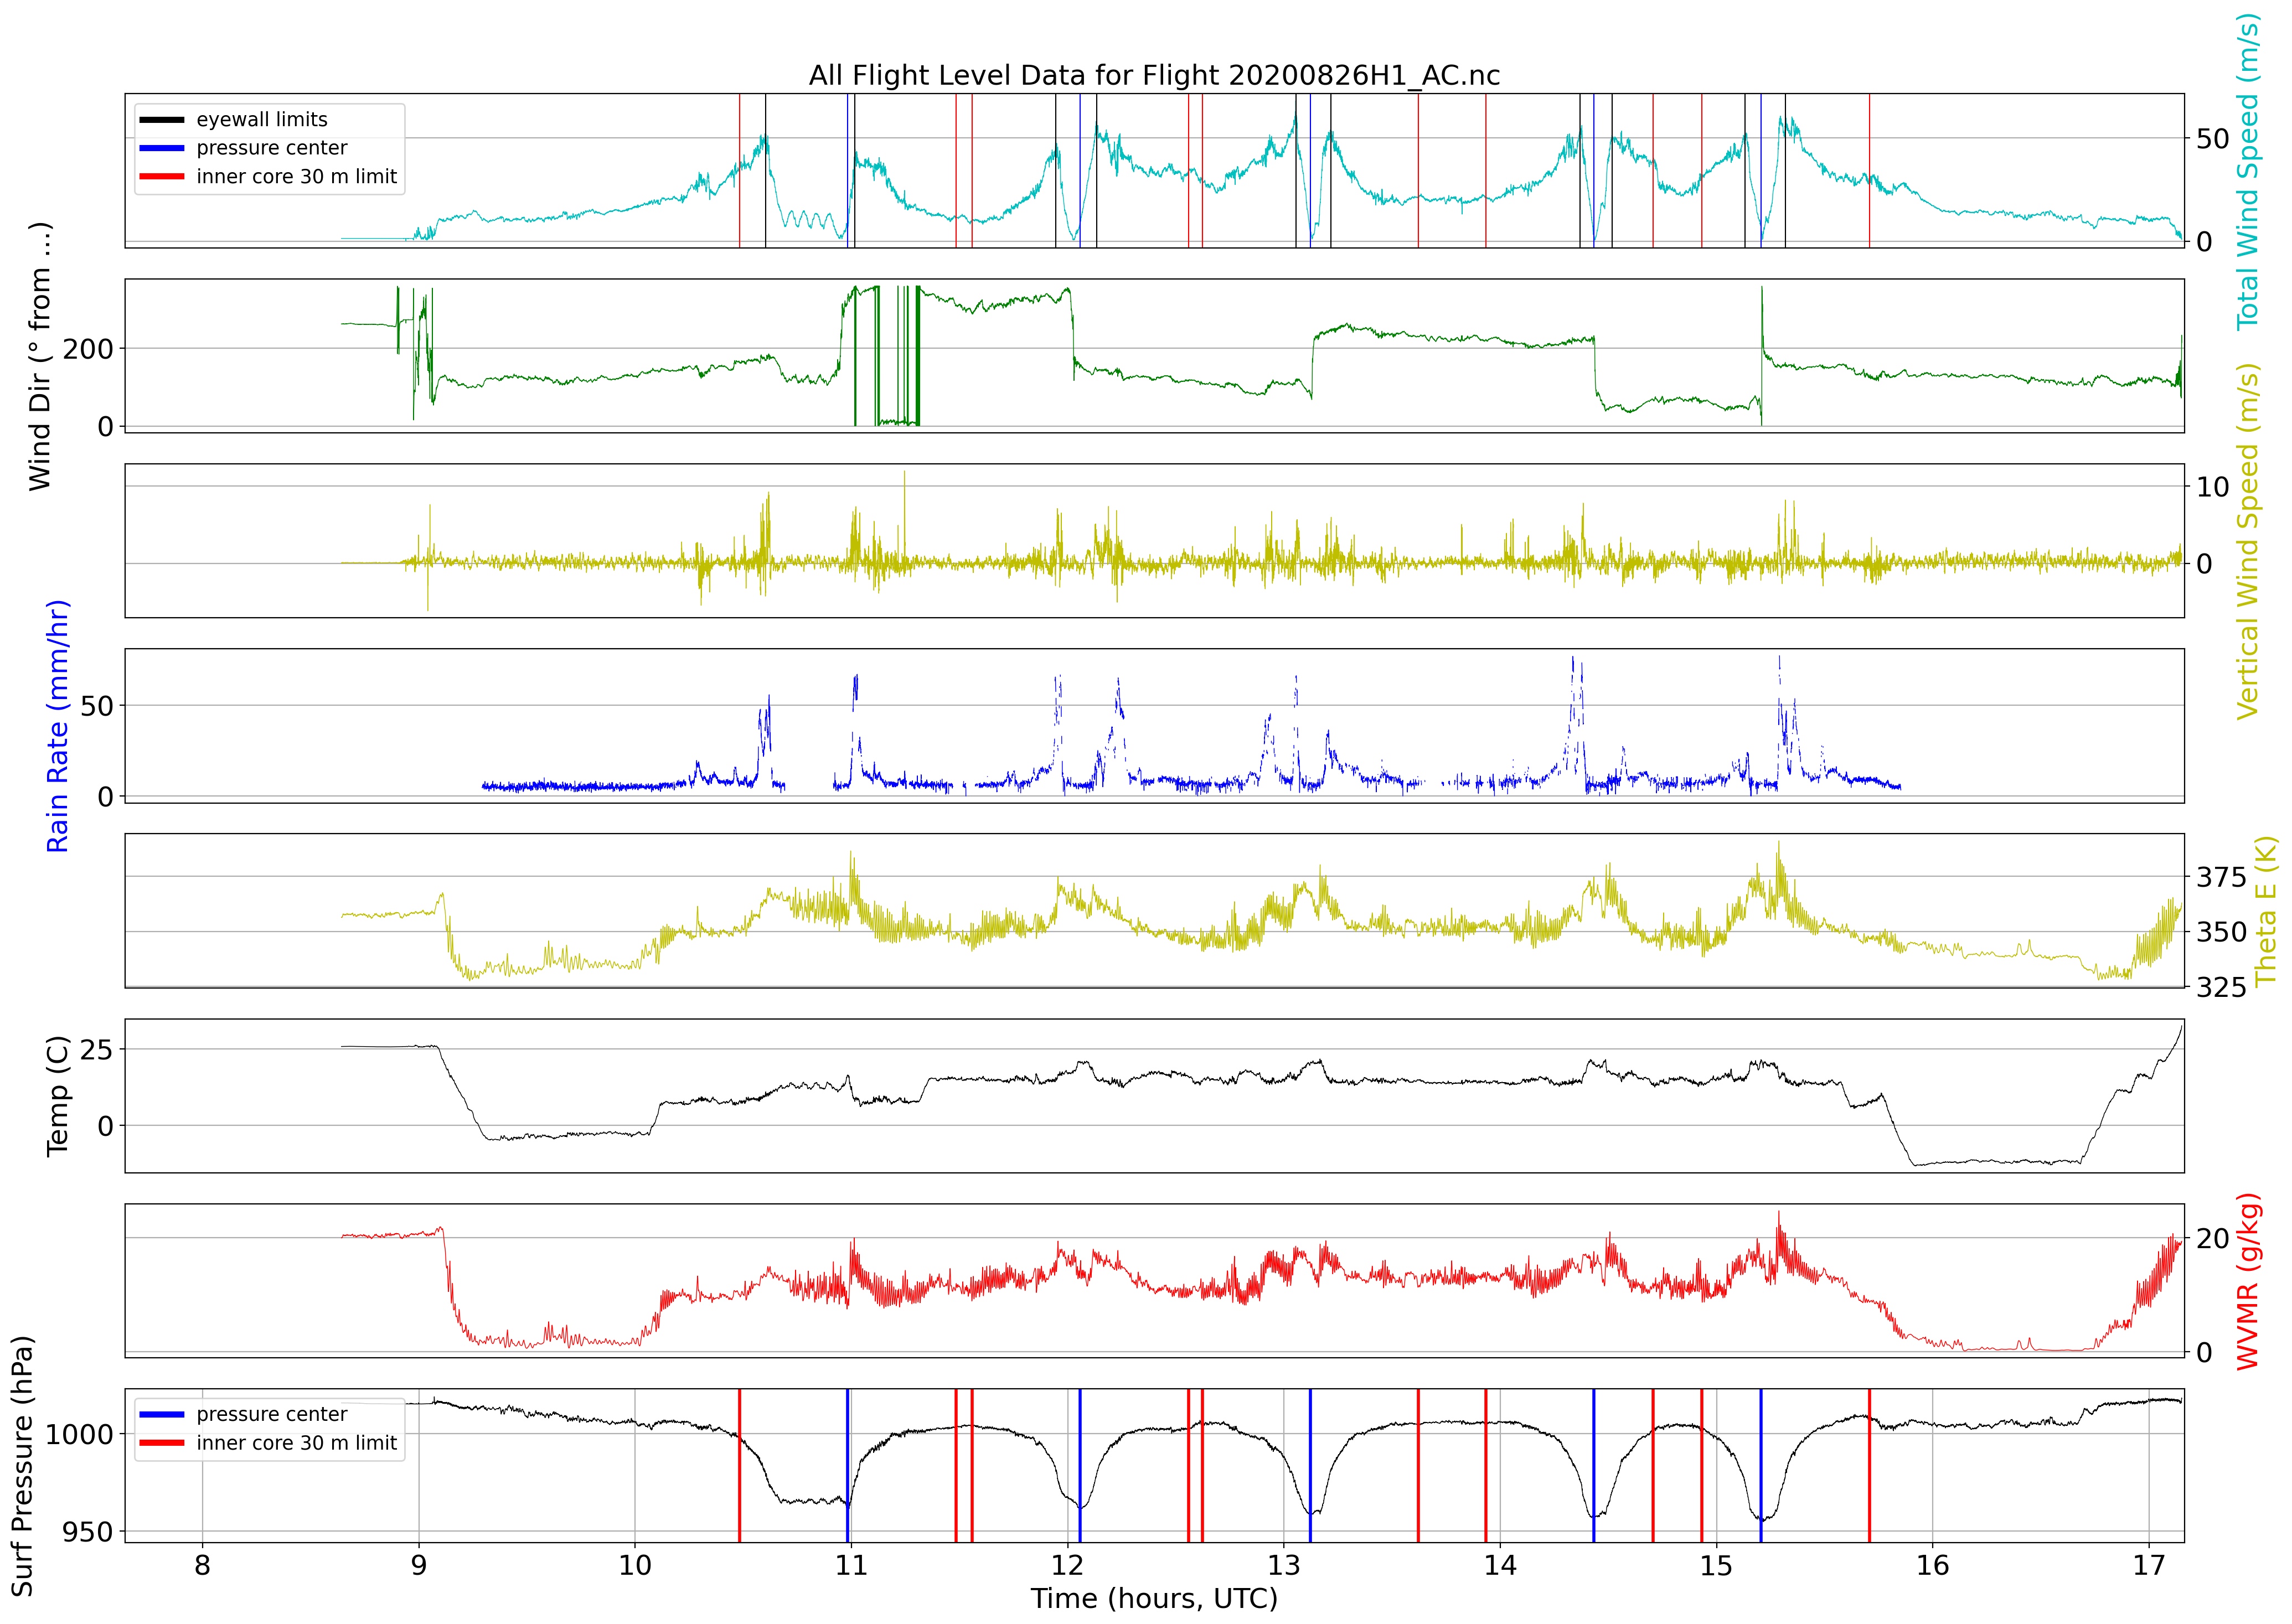 All Flight Level Data for Flight 20200826H1_AC.nc
eyewall limits
pressure center
inner core 30 m limit
50
0
Total Wind Speed (m/s)
Wind Dir (° from ...)
200
0
10
0
Vertical Wind Speed (m/s)
Rain Rate (mm/hr)
50
0
375
350
325
Theta E (K)
Temp (C)
25
0
20
0
WVMR (g/kg)
Surf Pressure (hPa)
1000
950
pressure center
inner core 30 m limit
8 9 10 11 12 13 14 15 16 17
Time (hours, UTC)